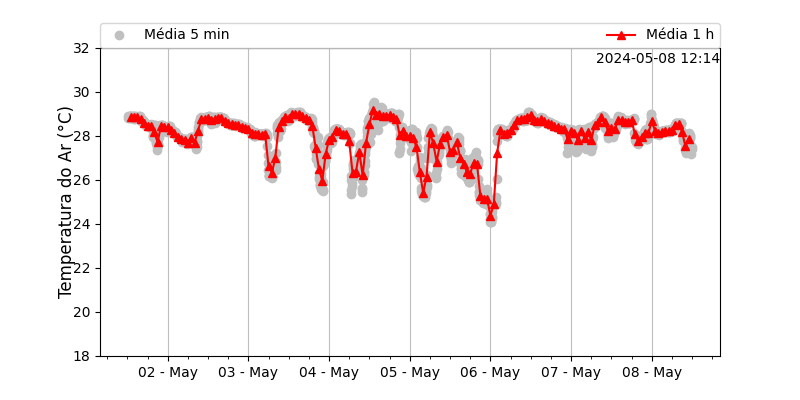 Média 5 min
Média 1 h
2024-05-08 12:14
Temperatura do Ar (°C)
32
30
28
26
24
22
20
18
02 - May
03 - May
04 - May
05 - May
06 - May
07 - May
08 - May